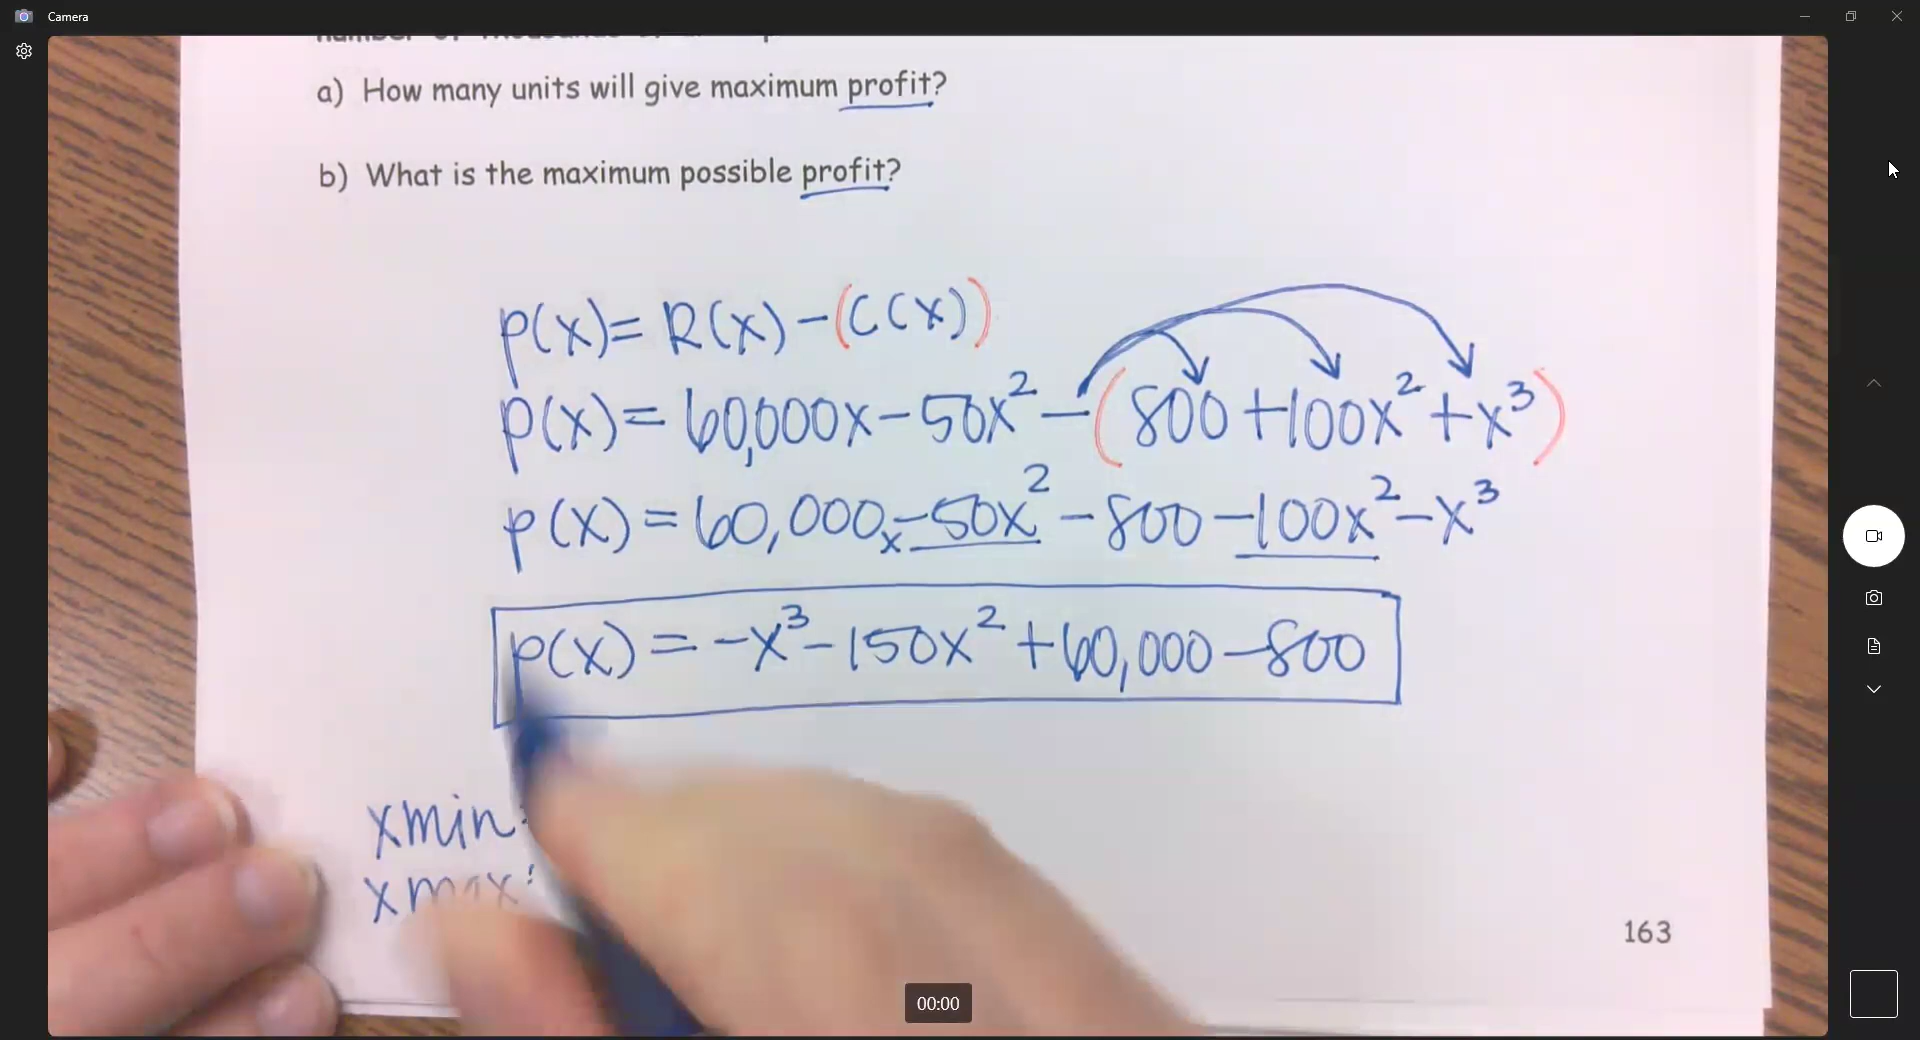 Camera
a) How many units will give maximum profit?
b) What is the maximum possible profit?
p(x)= R(x) -(C(x))
p(x)= 60,000x-50x² -(800+100x²+x³)
p(x)=60,000x-50x²-800-100x²-x³
p(x) = -x³-150x²+60,000-800
xmin:
xmax:
163
00:00